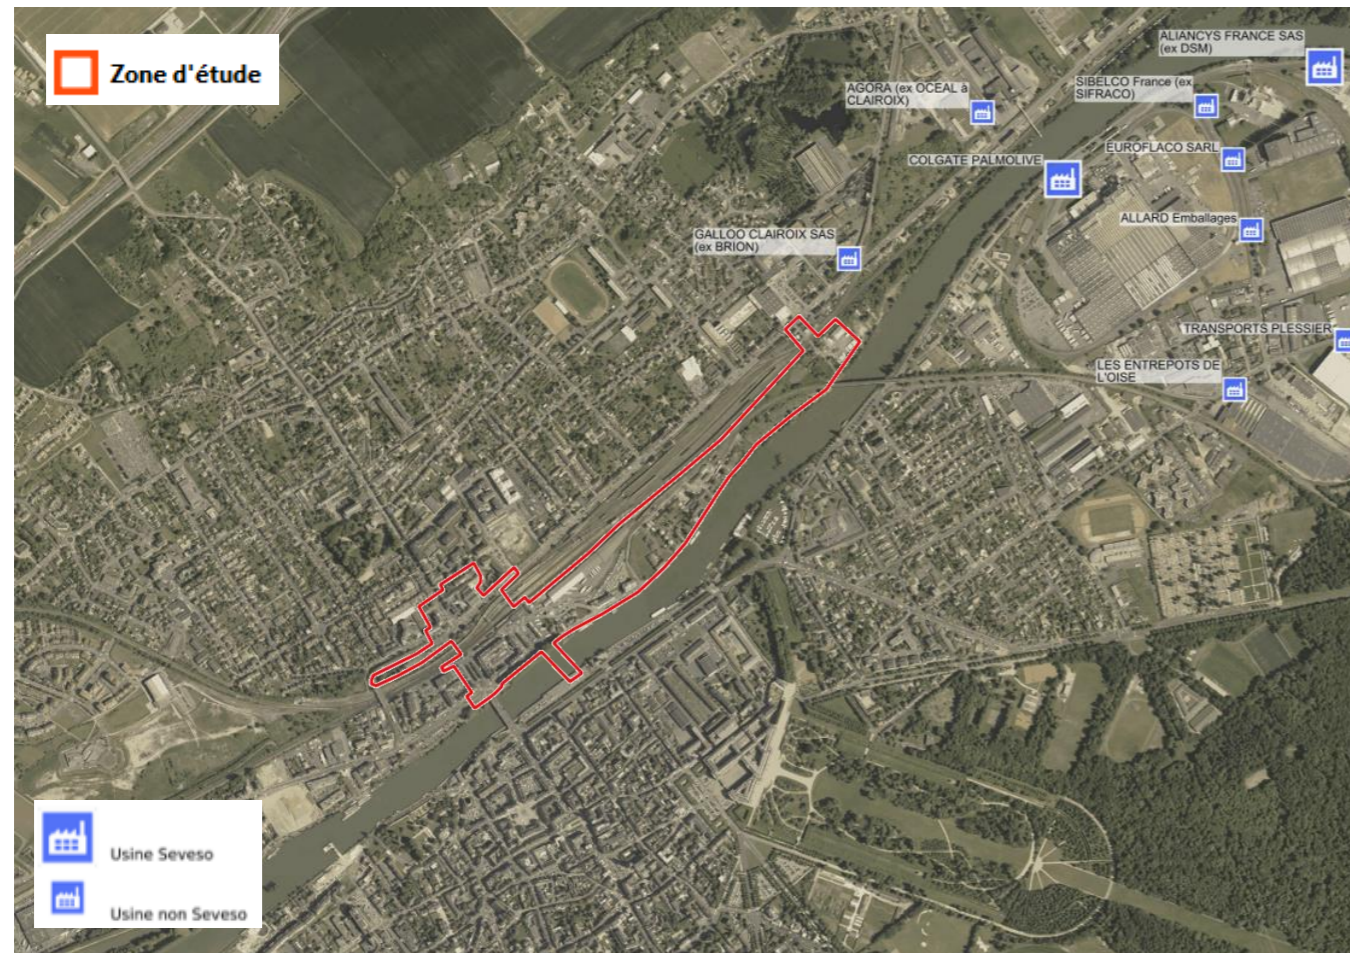 Zone d'étude
ALIANCYS FRANCE SAS
(ex DSM)
AGORA (ex OCEAL à
CLAIROIX)
SIBELCO France (ex
SIFRACO)
EUROFLACO SARL
COLGATE PALMOLIVE
ALLARD Emballages
GALLOO CLAIROIX SAS
(ex BRION)
TRANSPORTS PLESSIER
LES ENTREPOTS DE
L'OISE
Usine Seveso
Usine non Seveso